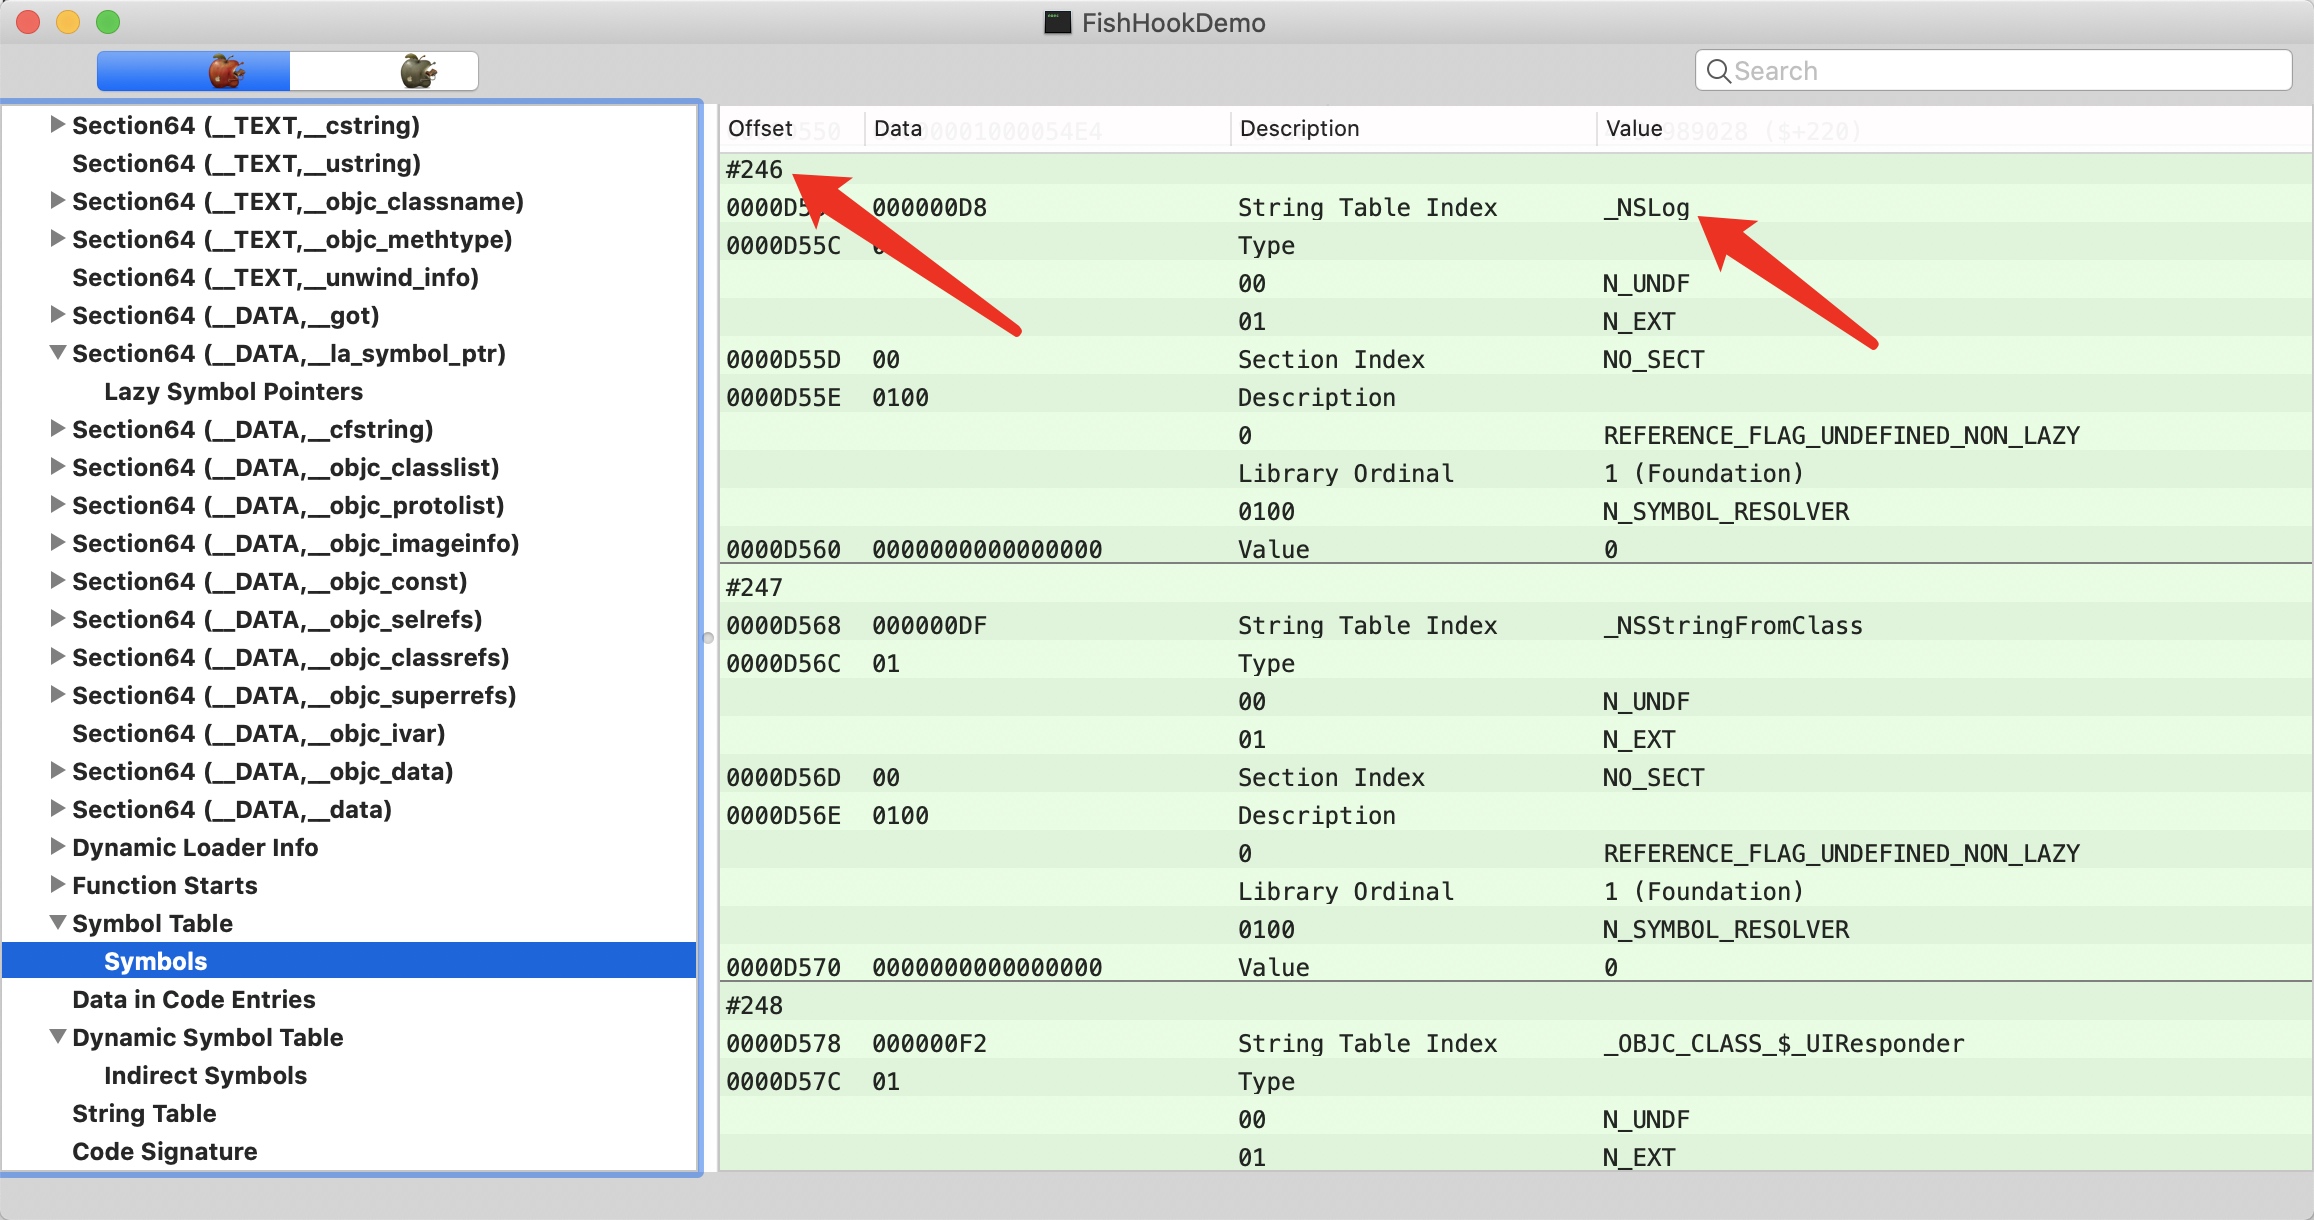 FishHookDemo
Search
Section64 (__TEXT,__cstring)
Section64 (__TEXT,__ustring)
Section64 (__TEXT,__objc_classname)
Section64 (__TEXT,__objc_methtype)
Section64 (__TEXT,__unwind_info)
Section64 (__DATA,__got)
Section64 (__DATA,__la_symbol_ptr)
Lazy Symbol Pointers
Section64 (__DATA,__cfstring)
Section64 (__DATA,__objc_classlist)
Section64 (__DATA,__objc_protolist)
Section64 (__DATA,__objc_imageinfo)
Section64 (__DATA,__objc_const)
Section64 (__DATA,__objc_selrefs)
Section64 (__DATA,__objc_classrefs)
Section64 (__DATA,__objc_superrefs)
Section64 (__DATA,__objc_ivar)
Section64 (__DATA,__objc_data)
Section64 (__DATA,__data)
Dynamic Loader Info
Function Starts
Symbol Table
Symbols
Data in Code Entries
Dynamic Symbol Table
Indirect Symbols
String Table
Code Signature
Offset Data Description Value
#246
000000D8 String Table Index _NSLog
0000D55C Type
00 N_UNDF
01 N_EXT
0000D55D 00 Section Index NO_SECT
0000D55E 0100 Description
0 REFERENCE_FLAG_UNDEFINED_NON_LAZY
Library Ordinal 1 (Foundation)
0100 N_SYMBOL_RESOLVER
0000D560 0000000000000000 Value 0
#247
0000D568 000000DF String Table Index _NSStringFromClass
0000D56C 01 Type
00 N_UNDF
01 N_EXT
0000D56D 00 Section Index NO_SECT
0000D56E 0100 Description
0 REFERENCE_FLAG_UNDEFINED_NON_LAZY
Library Ordinal 1 (Foundation)
0100 N_SYMBOL_RESOLVER
0000D570 0000000000000000 Value 0
#248
0000D578 000000F2 String Table Index _OBJC_CLASS_$_UIResponder
0000D57C 01 Type
00 N_UNDF
01 N_EXT